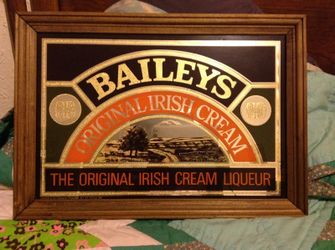 BAILEYS
ORIGINAL IRISH CREAM
THE ORIGINAL IRISH CREAM LIQUEUR